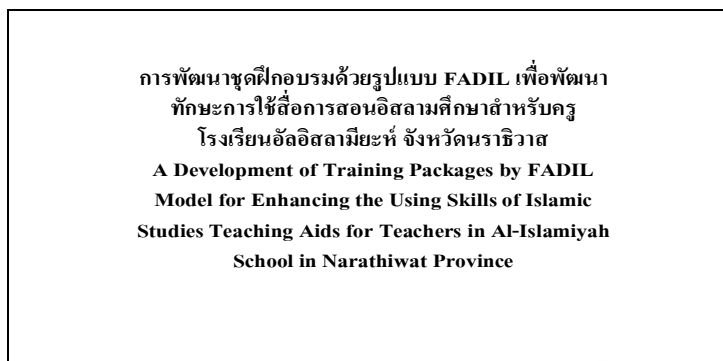 การพัฒนาชุดฝึกอบรมด้วยรูปแบบ FADIL เพื่อพัฒนา
ทักษะการใช้สื่อการสอนอิสลามศึกษาสำหรับครู
โรงเรียนอัลอิสลามียะห์ จังหวัดนราธิวาส
A Development of Training Packages by FADIL
Model for Enhancing the Using Skills of Islamic
Studies Teaching Aids for Teachers in Al-Islamiyah
School in Narathiwat Province